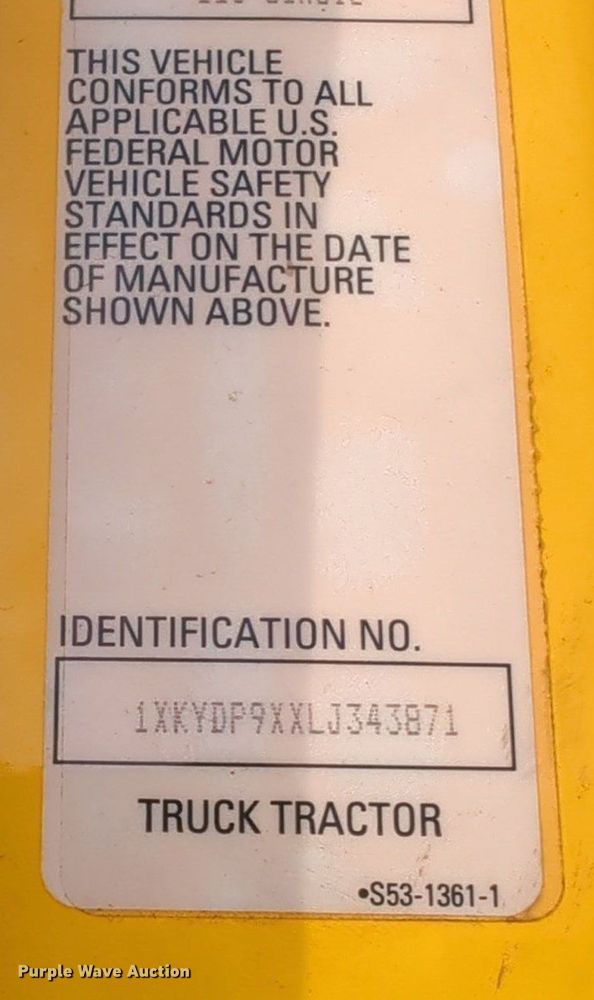 THIS VEHICLE
CONFORMS TO ALL
APPLICABLE U.S.
FEDERAL MOTOR
VEHICLE SAFETY
STANDARDS IN
EFFECT ON THE DATE
OF MANUFACTURE
SHOWN ABOVE.
IDENTIFICATION NO.
1XKYDP9XXLJ343871
TRUCK TRACTOR
•S53-1361-1
Purple Wave Auction